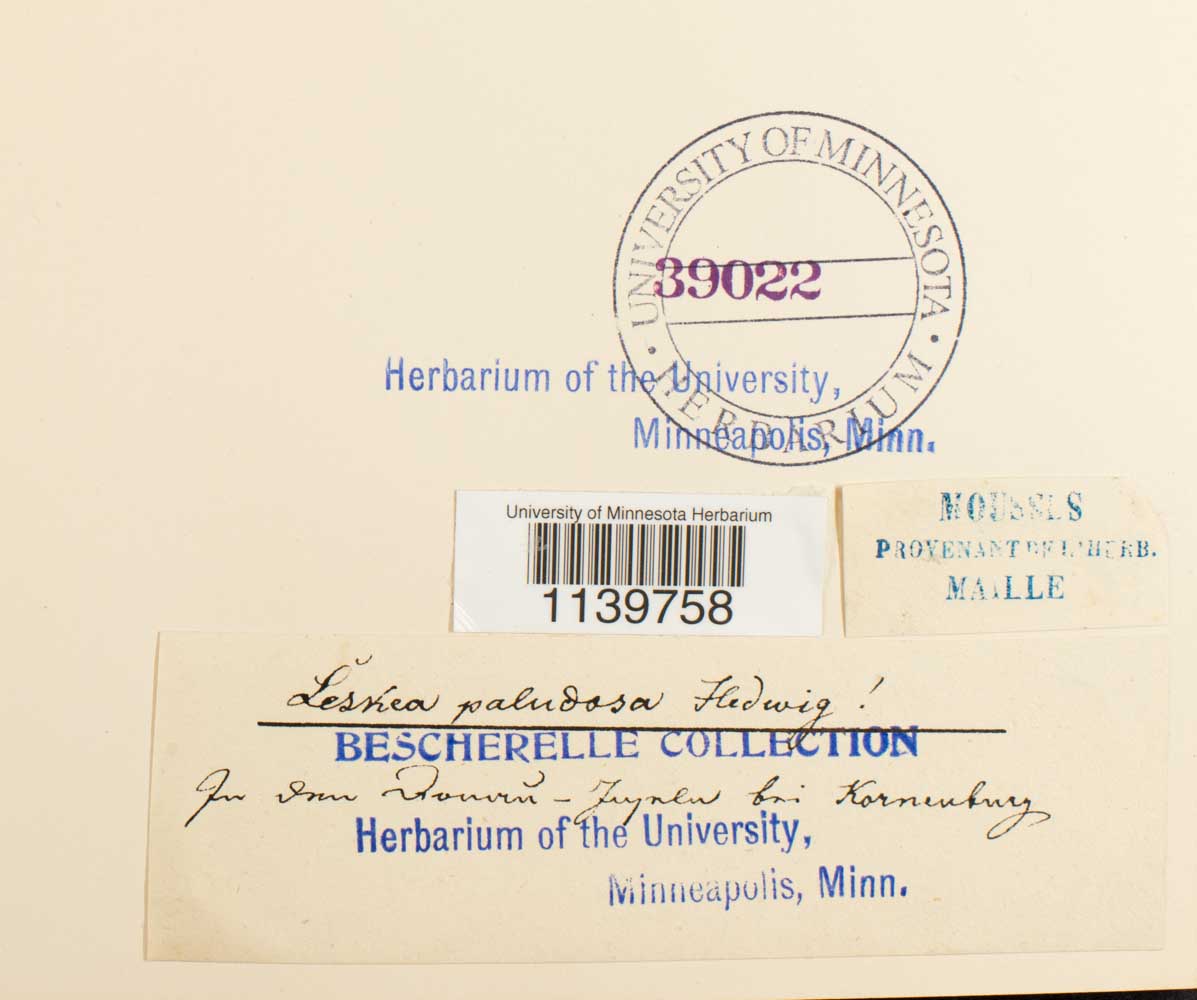 UNIVERSITY OF MINNESOTA
39022
· HERBARIUM ·
Herbarium of the University,
Minneapolis, Minn.
University of Minnesota Herbarium
1139758
MOUSSES
PROVENANT DE L'HERB.
MAILLE
Leskea paludosa Hedwig!
BESCHERELLE COLLECTION
In den Donau - Inseln bei Korneuburg
Herbarium of the University,
Minneapolis, Minn.